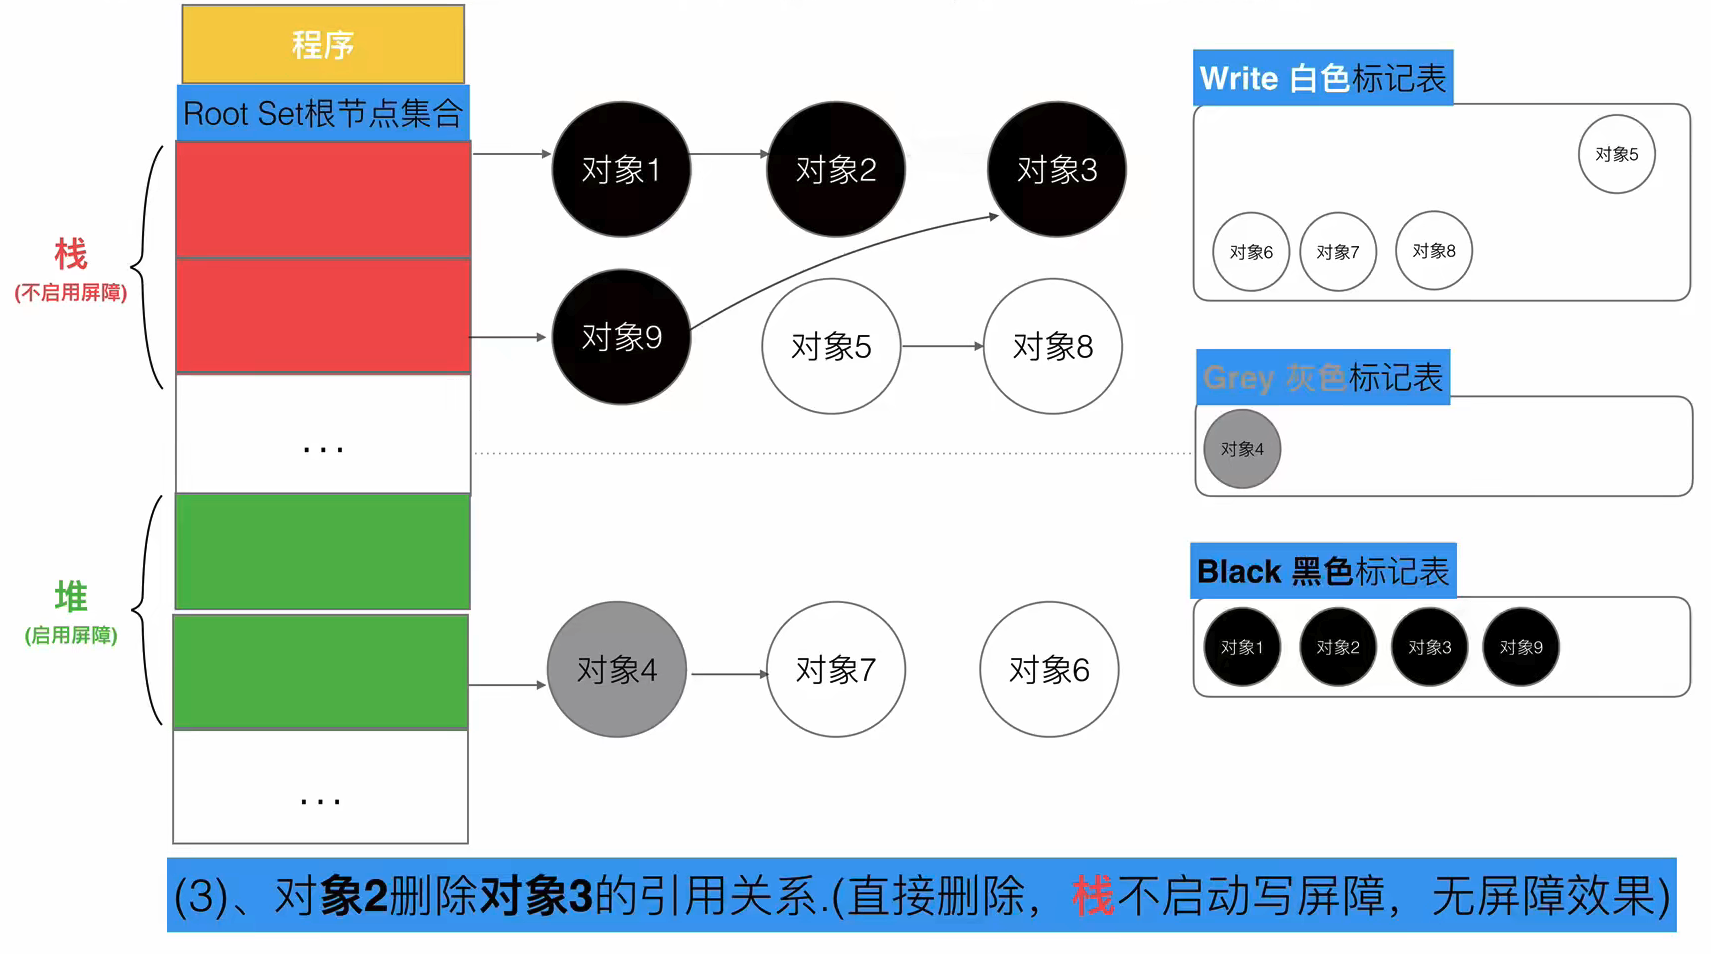 程序
Root Set根节点集合
栈
(不启用屏障)
...
堆
(启用屏障)
...
对象1
对象2
对象3
对象9
对象5
对象8
对象4
对象7
对象6
Write 白色标记表
对象5
对象6
对象7
对象8
Grey 灰色标记表
对象4
Black 黑色标记表
对象1
对象2
对象3
对象9
(3)、对象2删除对象3的引用关系.(直接删除，栈不启动写屏障，无屏障效果)